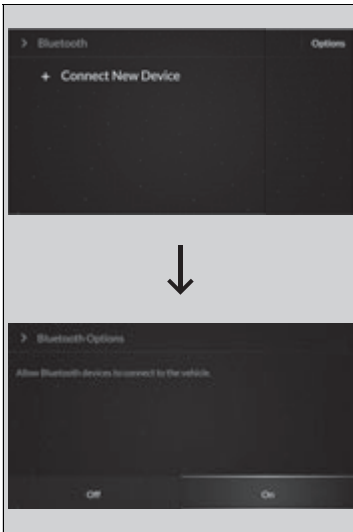 > Bluetooth Options
+ Connect New Device
> Bluetooth Options
Allow Bluetooth devices to connect to the vehicle.
Off On